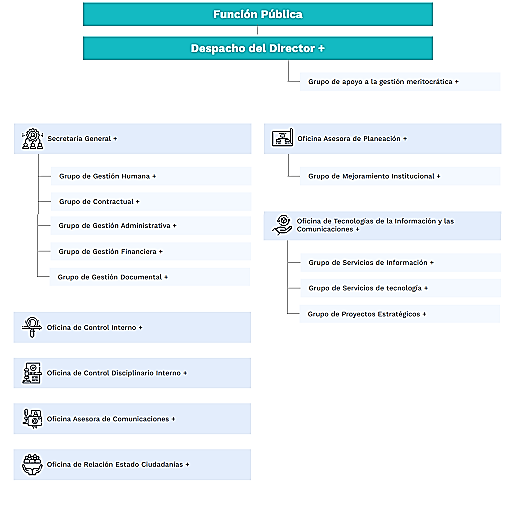 Función Pública
Despacho del Director +
Grupo de apoyo a la gestión meritocrática +
Secretaria General +
Grupo de Gestión Humana +
Grupo de Contractual +
Grupo de Gestión Administrativa +
Grupo de Gestión Financiera +
Grupo de Gestión Documental +
Oficina de Control Interno +
Oficina de Control Disciplinario Interno +
Oficina Asesora de Comunicaciones +
Oficina de Relación Estado Ciudadanías +
Oficina Asesora de Planeación +
Grupo de Mejoramiento Institucional +
Oficina de Tecnologías de la Información y las
Comunicaciones +
Grupo de Servicios de Información +
Grupo de Servicios de tecnología +
Grupo de Proyectos Estratégicos +